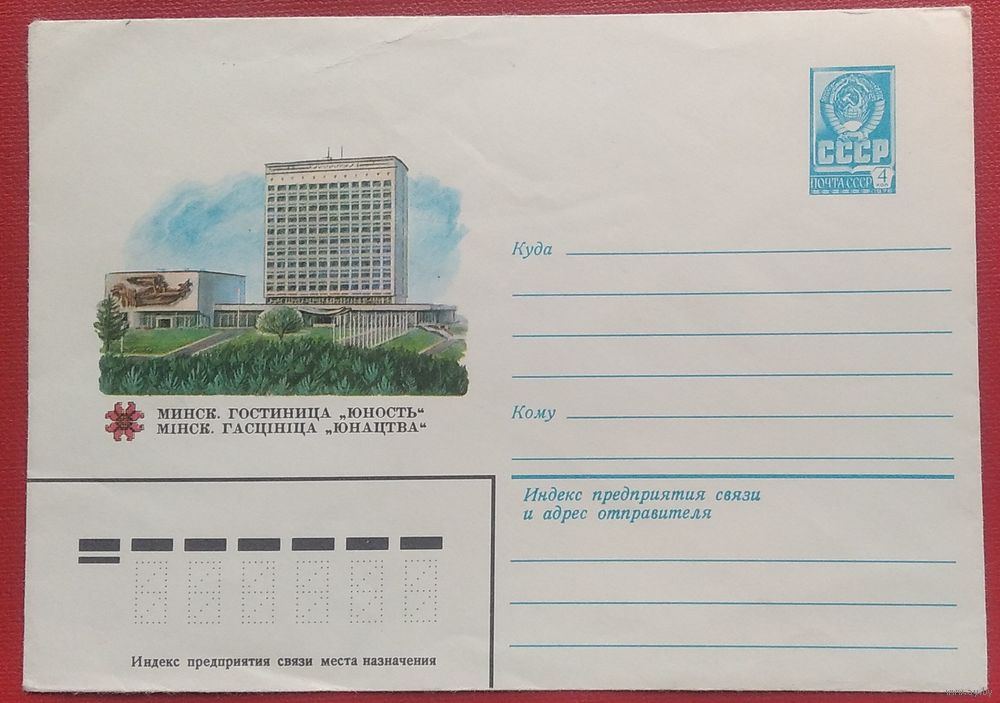 СССР
ПОЧТА СССР 4 коп
Куда
МИНСК. ГОСТИНИЦА „ЮНОСТЬ“
МІНСК. ГАСЦІНІЦА „ЮНАЦТВА“
Кому
Индекс предприятия связи
и адрес отправителя
Индекс предприятия связи места назначения